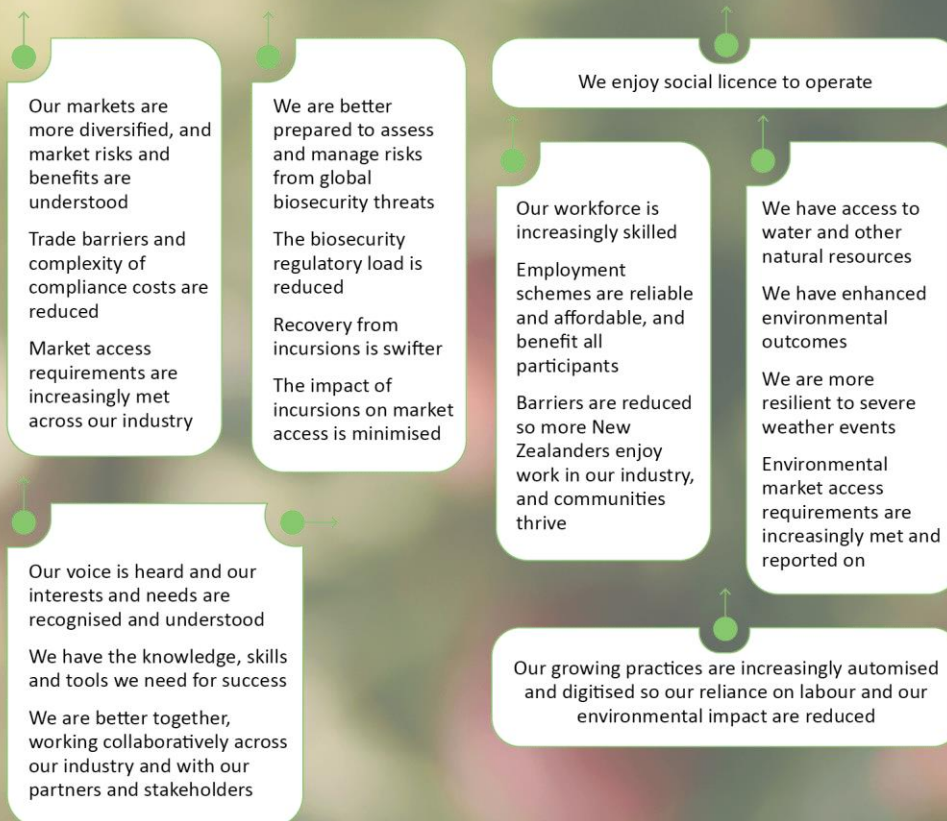 Our markets are
more diversified, and
market risks and
benefits are
understood
Trade barriers and
complexity of
compliance costs are
reduced
Market access
requirements are
increasingly met
across our industry
We are better
prepared to assess
and manage risks
from global
biosecurity threats
The biosecurity
regulatory load is
reduced
Recovery from
incursions is swifter
The impact of
incursions on market
access is minimised
We enjoy social licence to operate
Our workforce is
increasingly skilled
Employment
schemes are reliable
and affordable, and
benefit all
participants
Barriers are reduced
so more New
Zealanders enjoy
work in our industry,
and communities
thrive
We have access to
water and other
natural resources
We have enhanced
environmental
outcomes
We are more
resilient to severe
weather events
Environmental
market access
requirements are
increasingly met and
reported on
Our voice is heard and our
interests and needs are
recognised and understood
We have the knowledge, skills
and tools we need for success
We are better together,
working collaboratively across
our industry and with our
partners and stakeholders
Our growing practices are increasingly automised
and digitised so our reliance on labour and our
environmental impact are reduced